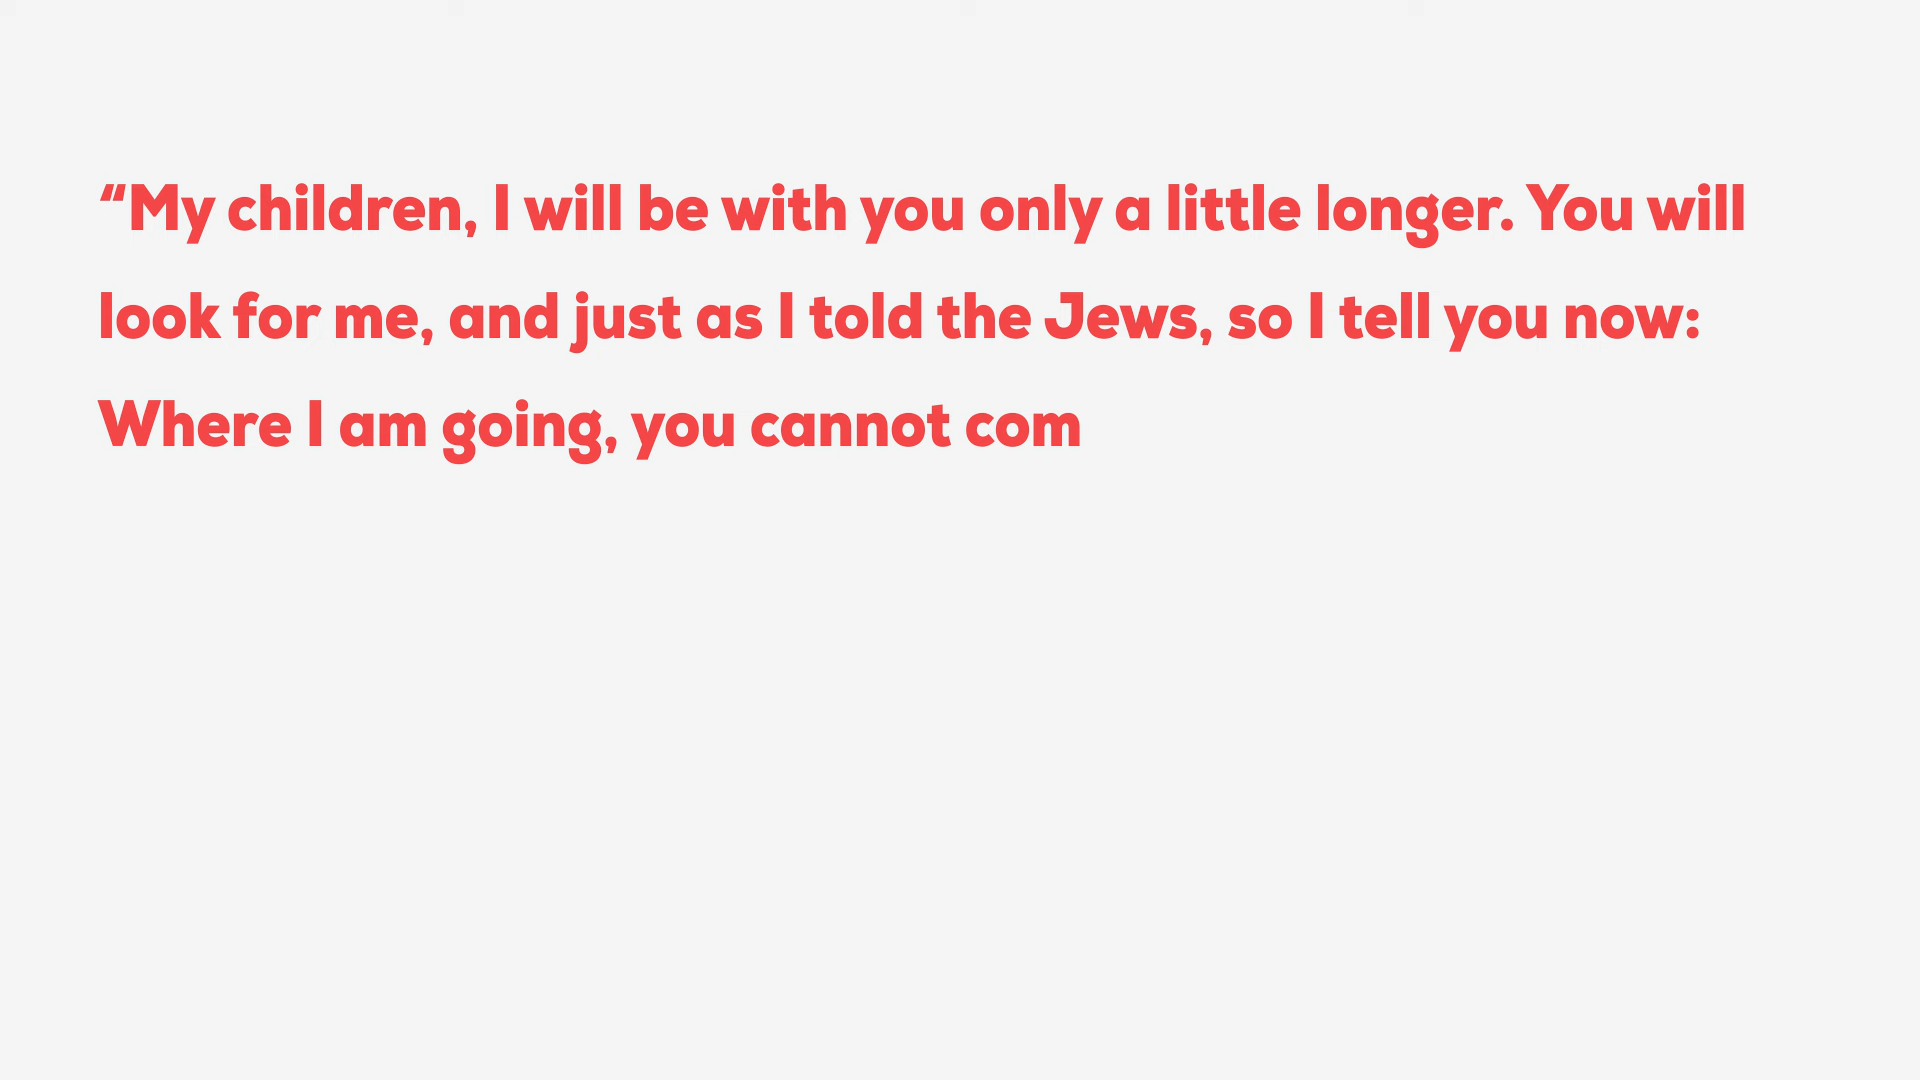 “My children, I will be with you only a little longer. You will
look for me, and just as I told the Jews, so I tell you now:
Where I am going, you cannot com